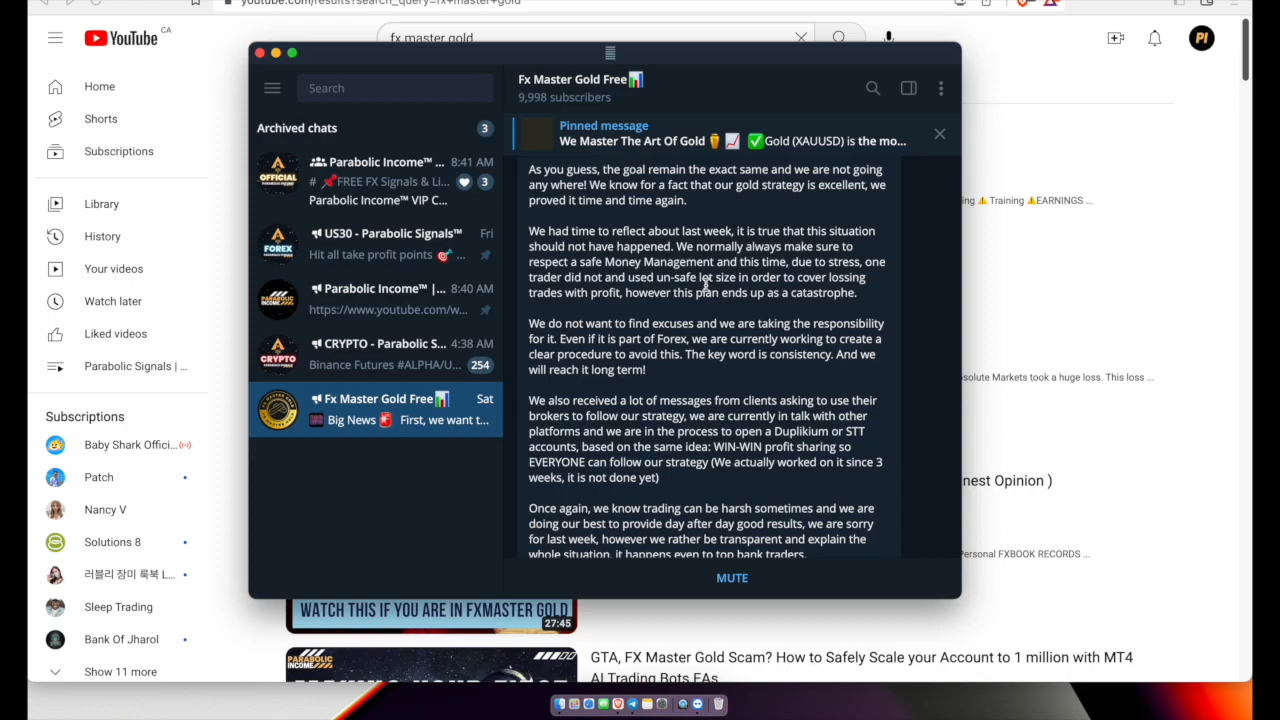 youtube.com/results?search_query=fx+master+gold
YouTube CA
fx master gold
PI
Home
Shorts
Subscriptions
Library
History
Your videos
Watch later
Liked videos
Parabolic Signals | ...
Subscriptions
Baby Shark Offici...
Patch
Nancy V
Solutions 8
러블리 장미 룩북 L...
Sleep Trading
Bank Of Jharol
Show 11 more
Search
Archived chats 3
Parabolic Income™ ... 8:41 AM
# 📌FREE FX Signals & Li... 3
Parabolic Income™ VIP C...
OFFICIAL
US30 - Parabolic Signals™ Fri
Hit all take profit points 🎯 ...
FOREX
Parabolic Income™ |... 8:40 AM
https://www.youtube.com/w...
PARABOLIC INCOME
CRYPTO - Parabolic S... 4:38 AM
Binance Futures #ALPHA/U... 254
CRYPTO
Fx Master Gold Free📊 Sat
Big News🚨 First, we want t...
Fx Master Gold Free📊
9,998 subscribers
Pinned message
We Master The Art Of Gold ⚱️ 📈 ✅Gold (XAUUSD) is the mo...
As you guess, the goal remain the exact same and we are not going
any where! We know for a fact that our gold strategy is excellent, we
proved it time and time again.
We had time to reflect about last week, it is true that this situation
should not have happened. We normally always make sure to
respect a safe Money Management and this time, due to stress, one
trader did not and used un-safe lot size in order to cover lossing
trades with profit, however this plan ends up as a catastrophe.
We do not want to find excuses and we are taking the responsibility
for it. Even if it is part of Forex, we are currently working to create a
clear procedure to avoid this. The key word is consistency. And we
will reach it long term!
We also received a lot of messages from clients asking to use their
brokers to follow our strategy, we are currently in talk with other
platforms and we are in the process to open a Duplikium or STT
accounts, based on the same idea: WIN-WIN profit sharing so
EVERYONE can follow our strategy (We actually worked on it since 3
weeks, it is not done yet)
Once again, we know trading can be harsh sometimes and we are
doing our best to provide day after day good results, we are sorry
for last week, however we rather be transparent and explain the
whole situation, it happens even to top bank traders.
MUTE
ing ⚠️ Training ⚠️EARNINGS ...
solute Markets took a huge loss. This loss ...
nest Opinion )
Personal FXBOOK RECORDS ...
WATCH THIS IF YOU ARE IN FXMASTER GOLD
27:45
PARABOLIC
INCOME
GTA, FX Master Gold Scam? How to Safely Scale your Account to 1 million with MT4
AI Trading Bots EAs